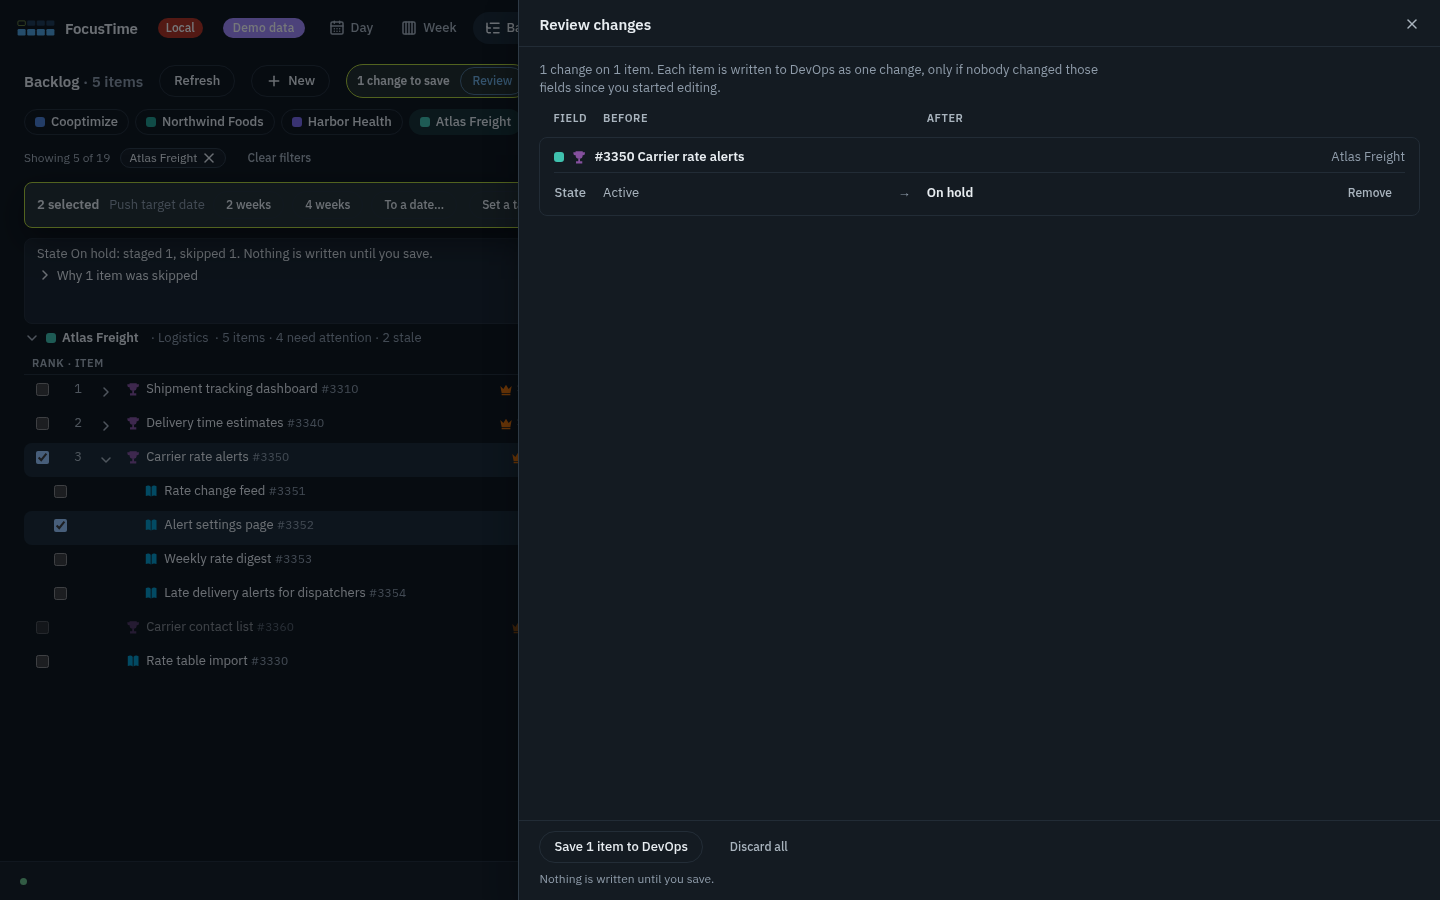 FocusTime
Local
Demo data
Day
Week
Ba
Backlog · 5 items
Refresh
New
1 change to save
Review
Cooptimize
Northwind Foods
Harbor Health
Atlas Freight
Showing 5 of 19
Atlas Freight
Clear filters
2 selected
Push target date
2 weeks
4 weeks
To a date...
Set a t
State On hold: staged 1, skipped 1. Nothing is written until you save.
Why 1 item was skipped
Atlas Freight · Logistics · 5 items · 4 need attention · 2 stale
RANK · ITEM
1 Shipment tracking dashboard #3310
2 Delivery time estimates #3340
3 Carrier rate alerts #3350
Rate change feed #3351
Alert settings page #3352
Weekly rate digest #3353
Late delivery alerts for dispatchers #3354
Carrier contact list #3360
Rate table import #3330
Review changes
1 change on 1 item. Each item is written to DevOps as one change, only if nobody changed those
fields since you started editing.
FIELD BEFORE AFTER
#3350 Carrier rate alerts Atlas Freight
State Active → On hold Remove
Save 1 item to DevOps
Discard all
Nothing is written until you save.